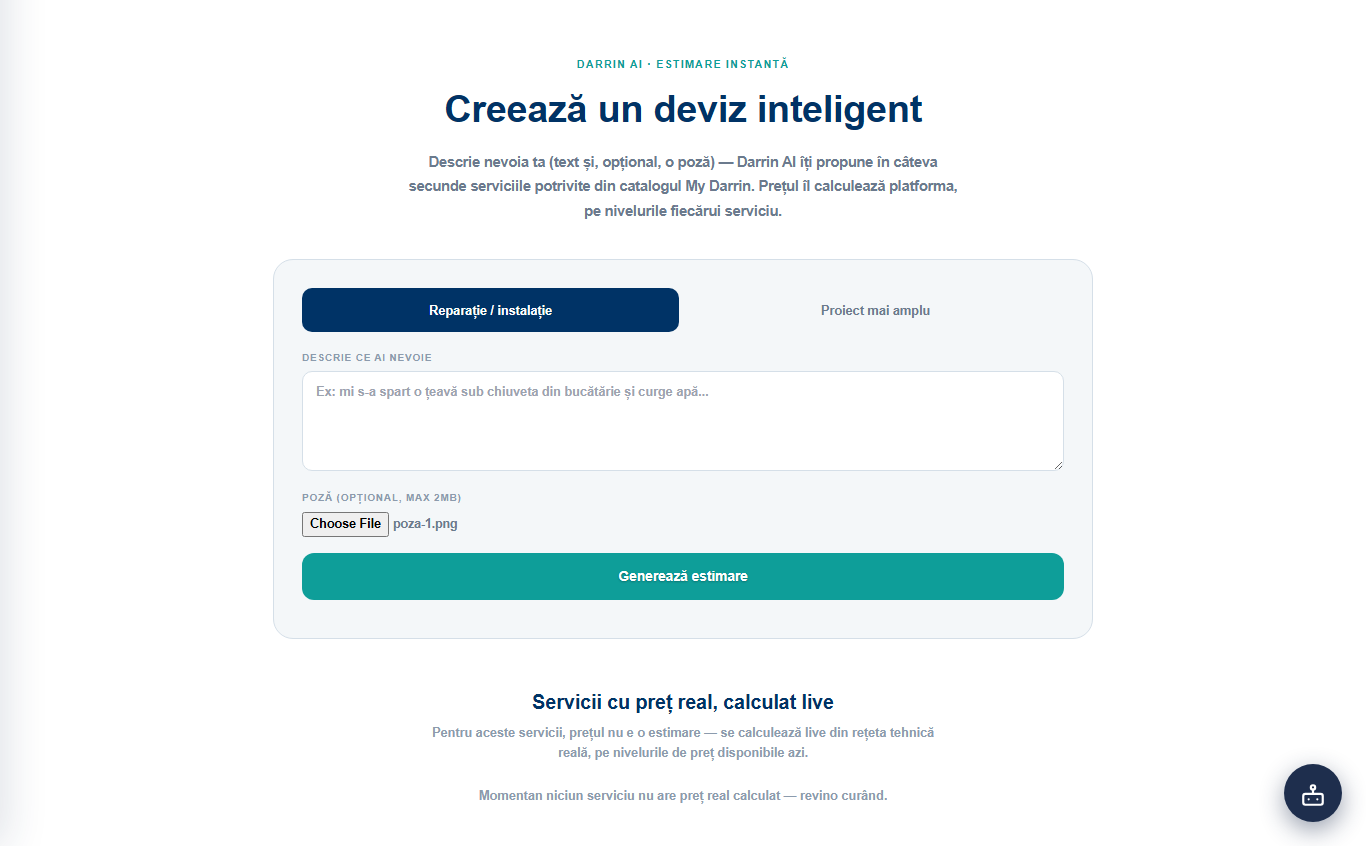 DARRIN AI · ESTIMARE INSTANTĂ
Creează un deviz inteligent
Descrie nevoia ta (text și, opțional, o poză) — Darrin AI îți propune în câteva
secunde serviciile potrivite din catalogul My Darrin. Prețul îl calculează platforma,
pe nivelurile fiecărui serviciu.
Reparație / instalație
Proiect mai amplu
DESCRIE CE AI NEVOIE
Ex: mi s-a spart o țeavă sub chiuveta din bucătărie și curge apă...
POZĂ (OPȚIONAL, MAX 2MB)
Choose File poza-1.png
Generează estimare
Servicii cu preț real, calculat live
Pentru aceste servicii, prețul nu e o estimare — se calculează live din rețeta tehnică
reală, pe nivelurile de preț disponibile azi.
Momentan niciun serviciu nu are preț real calculat — revino curând.